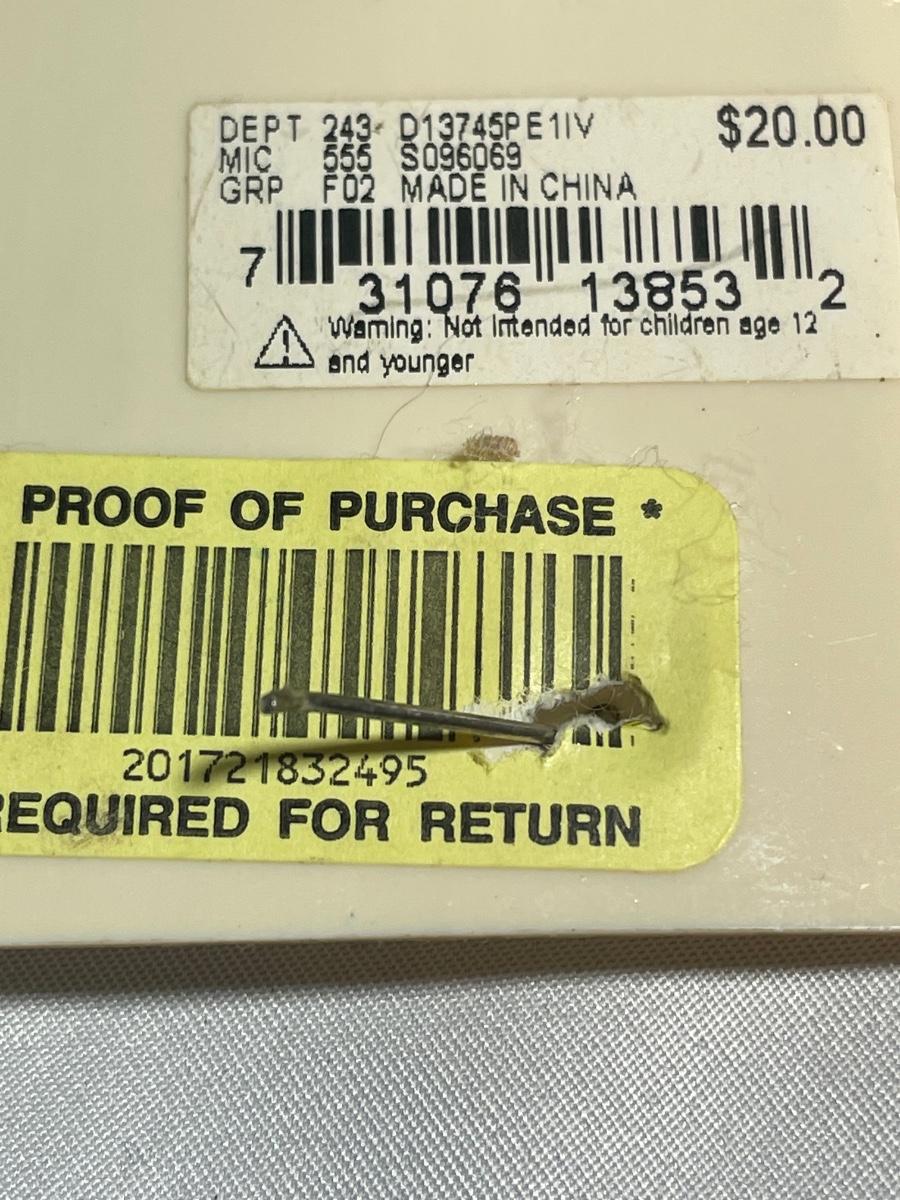 DEPT 243 D13745PE1IV $20.00
MIC 555 S096069
GRP F02 MADE IN CHINA
7 31076 13853 2
Warning: Not intended for children age 12
and younger
PROOF OF PURCHASE *
201721832495
REQUIRED FOR RETURN